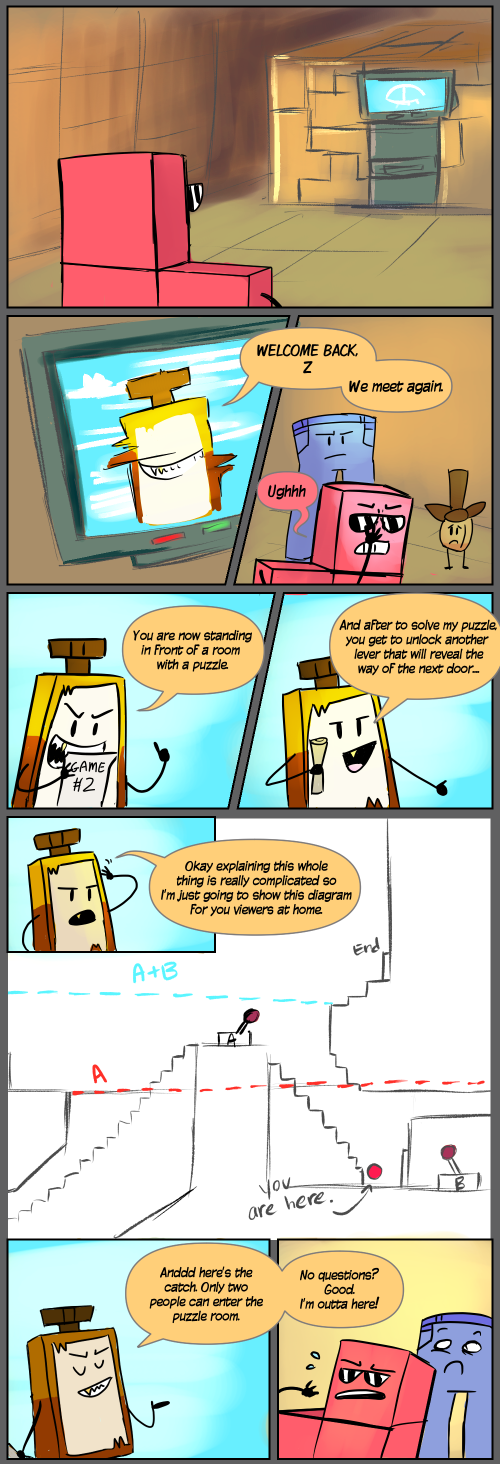 WELCOME BACK,
Z
We meet again.
Ughhh
You are now standing
in front of a room
with a puzzle.
GAME
#2
And after to solve my puzzle,
you get to unlock another
lever that will reveal the
way of the next door...
Okay explaining this whole
thing is really complicated so
I'm just going to show this diagram
For you viewers at home.
End
A+B
A
A
B
You
are here.
Anddd here's the
catch. Only two
people can enter the
puzzle room.
No questions?
Good.
I'm outta here!